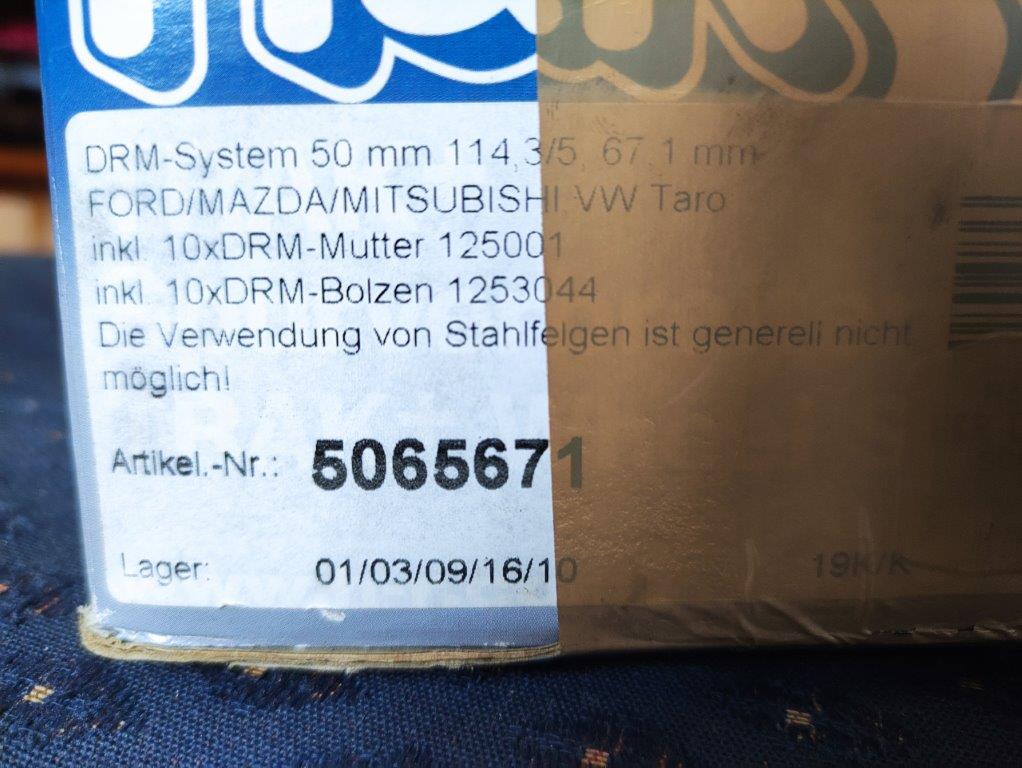 DRM-System 50 mm 114,3/5, 67,1 mm
FORD/MAZDA/MITSUBISHI VW Taro
inkl. 10xDRM-Mutter 125001
inkl. 10xDRM-Bolzen 1253044
Die Verwendung von Stahlfelgen ist generell nicht
möglich!
Artikel.-Nr.: 5065671
Lager: 01/03/09/16/10 19K/K